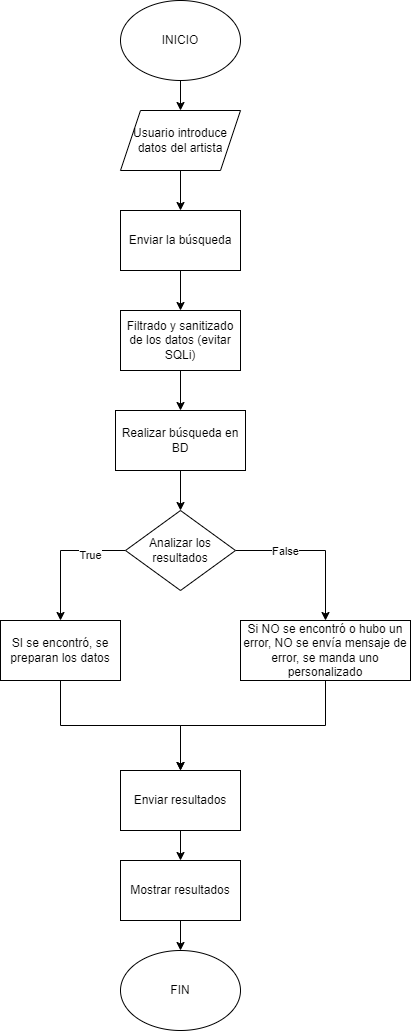 INICIO
Usuario introduce
datos del artista
Enviar la búsqueda
Filtrado y sanitizado
de los datos (evitar
SQLi)
Realizar búsqueda en
BD
Analizar los
resultados
True
False
SI se encontró, se
preparan los datos
Si NO se encontró o hubo un
error, NO se envía mensaje de
error, se manda uno
personalizado
Enviar resultados
Mostrar resultados
FIN